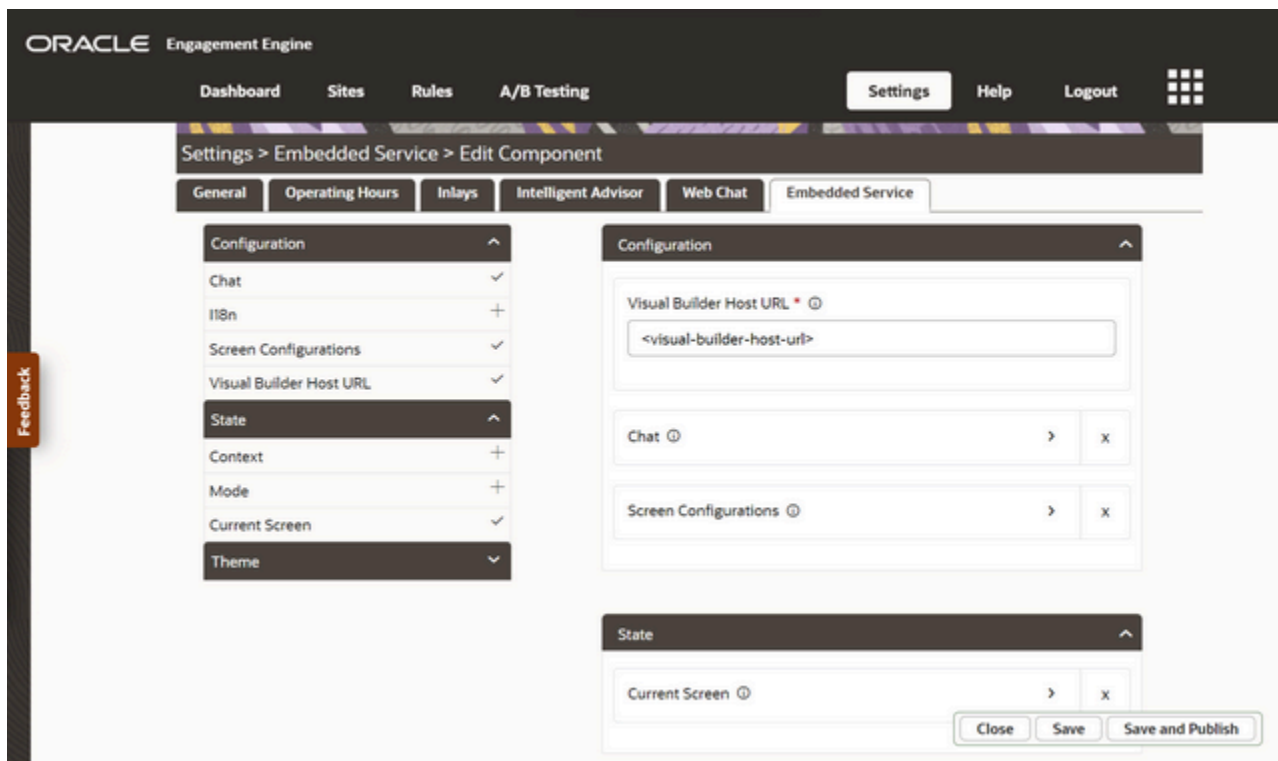 ORACLE Engagement Engine
Dashboard Sites Rules A/B Testing Settings Help Logout
Settings > Embedded Service > Edit Component
General Operating Hours Inlays Intelligent Advisor Web Chat Embedded Service
Configuration
Chat
I18n
Screen Configurations
Visual Builder Host URL
State
Context
Mode
Current Screen
Theme
Configuration
Visual Builder Host URL *
<visual-builder-host-url>
Chat
x
Screen Configurations
x
State
Current Screen
x
Close Save Save and Publish
Feedback